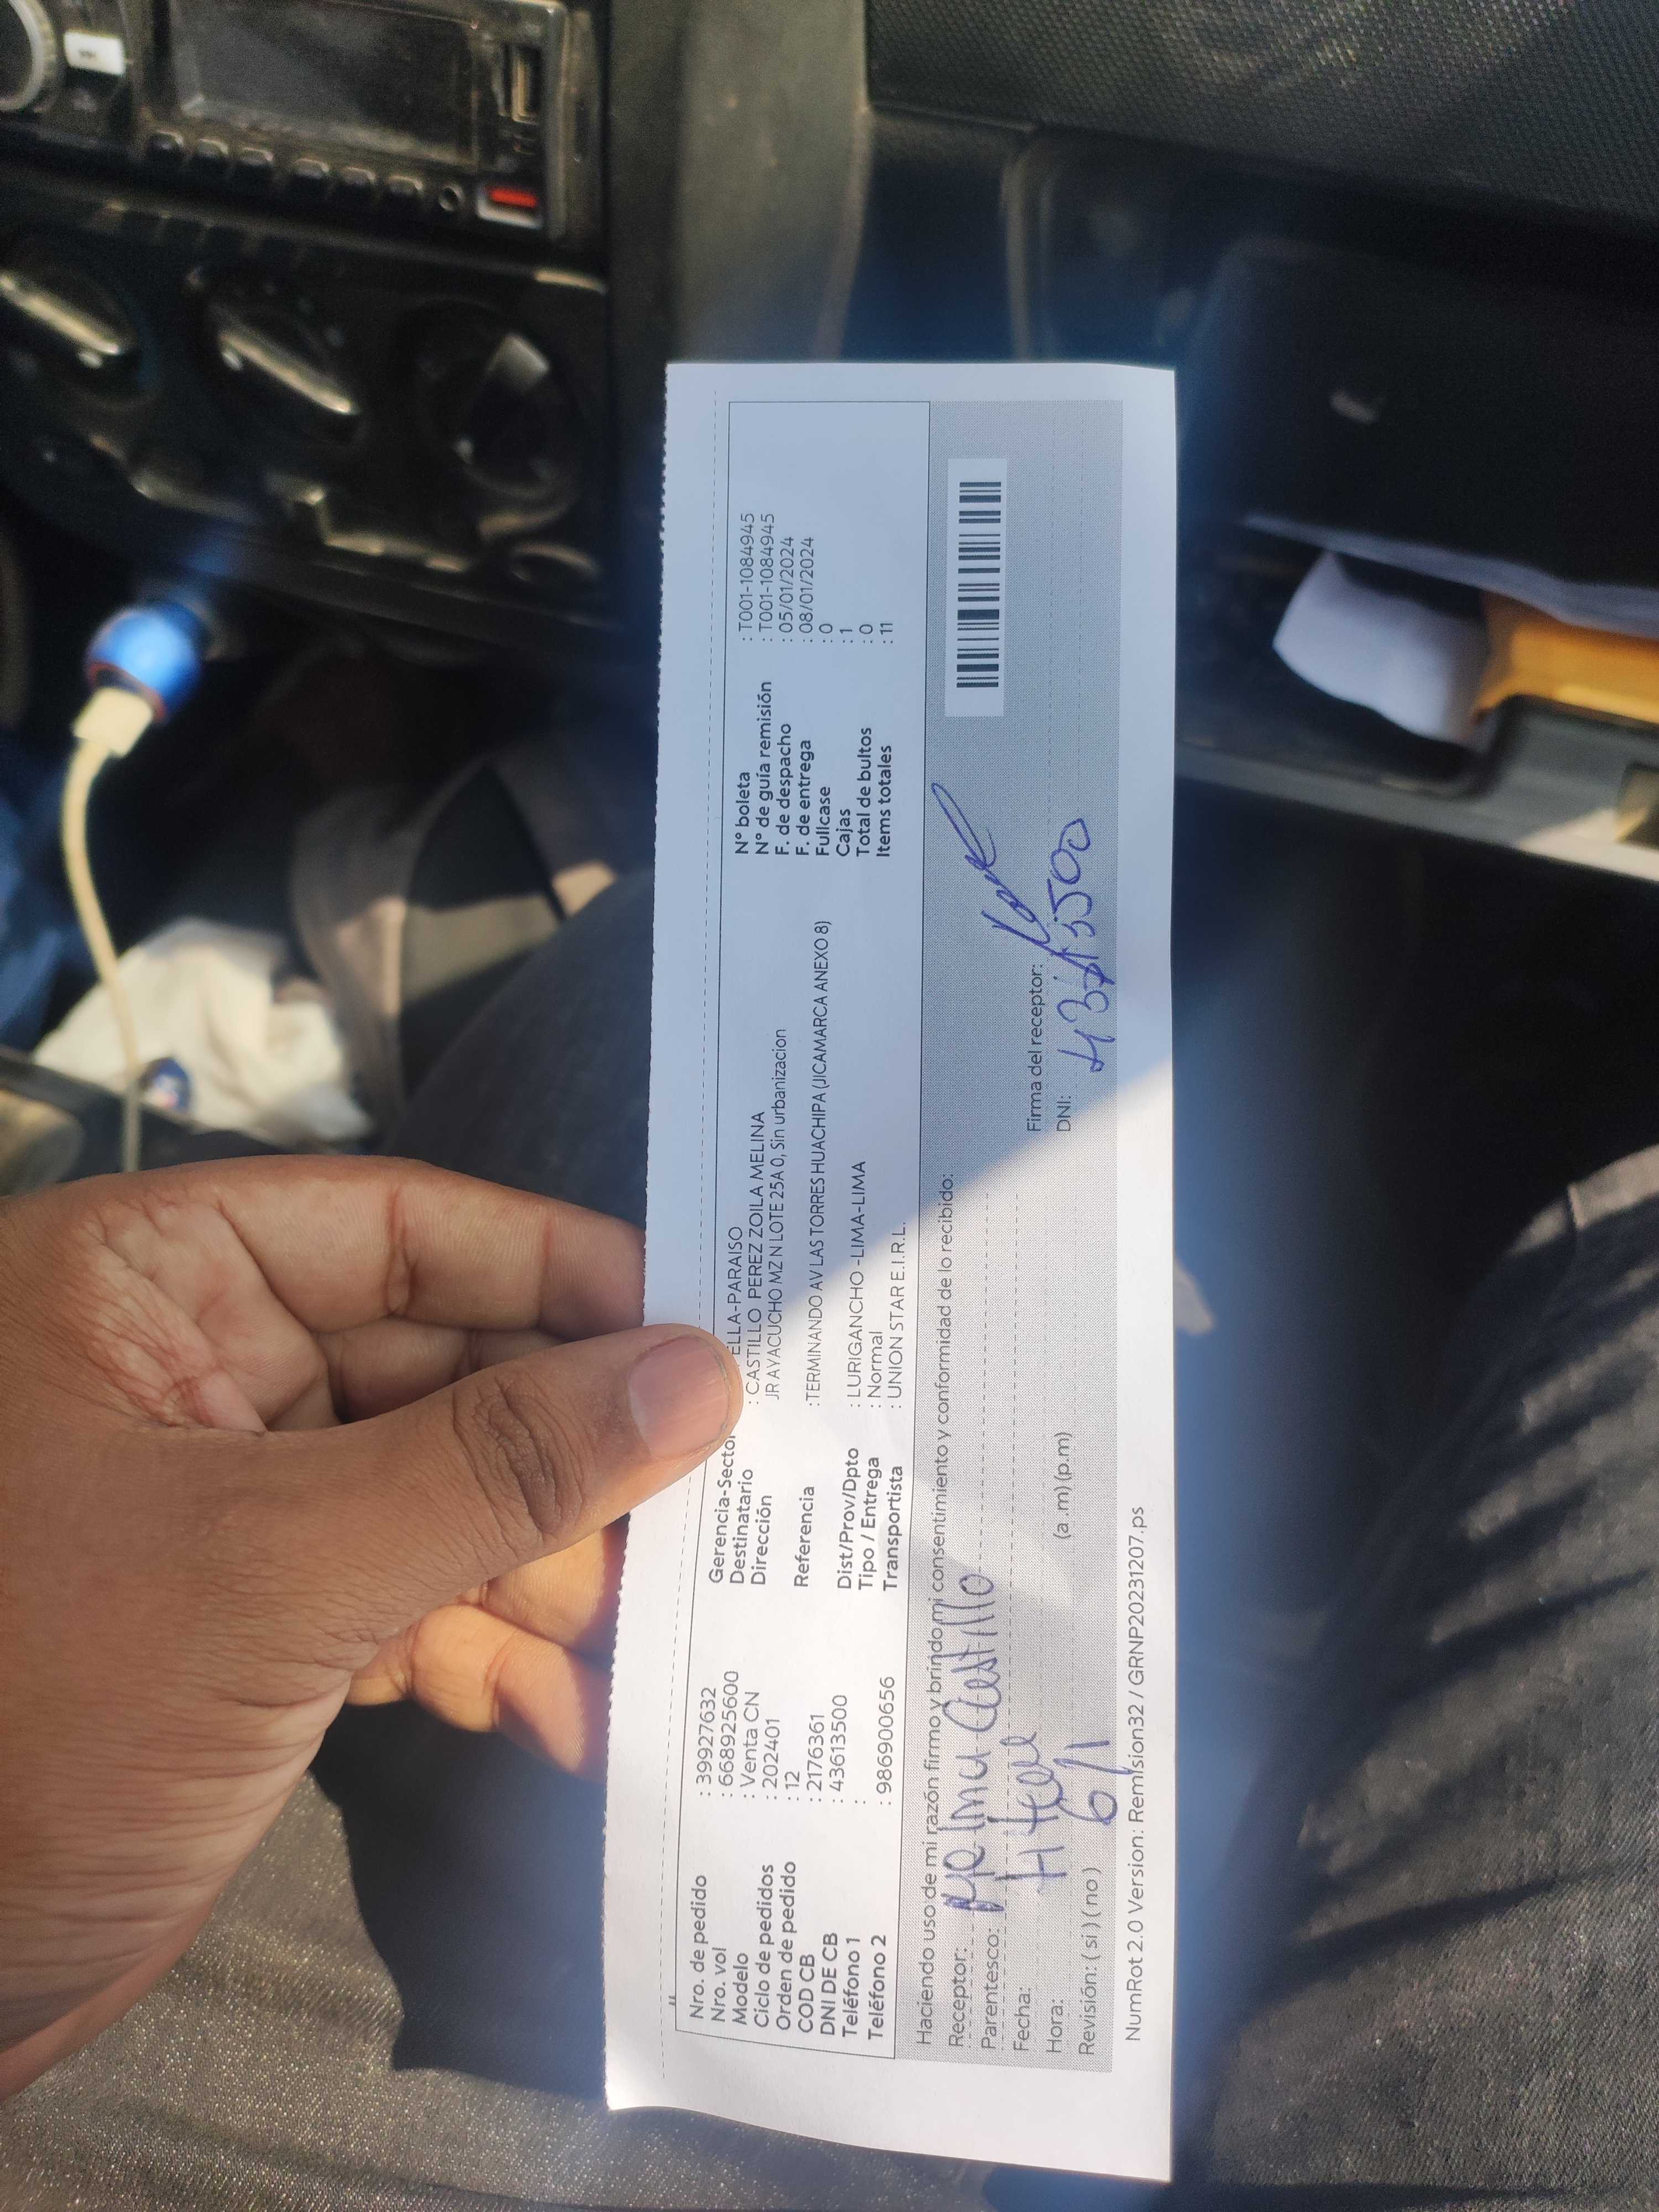 Nro. de pedido : 39927632
Nro. vol : 668925600
Modelo : Venta CN
Ciclo de pedidos : 202401
Orden de pedido : 12
COD CB : 2176361
DNI DE CB : 43613500
Teléfono 1 :
Teléfono 2 : 986900656
Gerencia-Sector ELLA-PARAISO
Destinatario : CASTILLO PEREZ ZOILA MELINA
Dirección JR AYACUCHO MZ N LOTE 25A 0, Sin urbanizacion
Referencia : TERMINANDO AV LAS TORRES HUACHIPA (JICAMARCA ANEXO 8)
Dist/Prov/Dpto : LURIGANCHO -LIMA-LIMA
Tipo / Entrega : Normal
Transportista : UNION STAR E.I.R.L.
N° boleta : T001-1084945
N° de guía remisión : T001-1084945
F. de despacho : 05/01/2024
F. de entrega : 08/01/2024
Fullcase : 0
Cajas : 1
Total de bultos : 0
Items totales : 11
Haciendo uso de mi razón firmo y brindo mi consentimiento y conformidad de lo recibido:
Receptor: Castillo
Parentesco:
Fecha: 6/1
Hora: (a .m) (p.m)
Revisión: ( si ) ( no )
Firma del receptor:
DNI:
NumRot 2.0 Version: Remision32 / GRNP20231207.ps